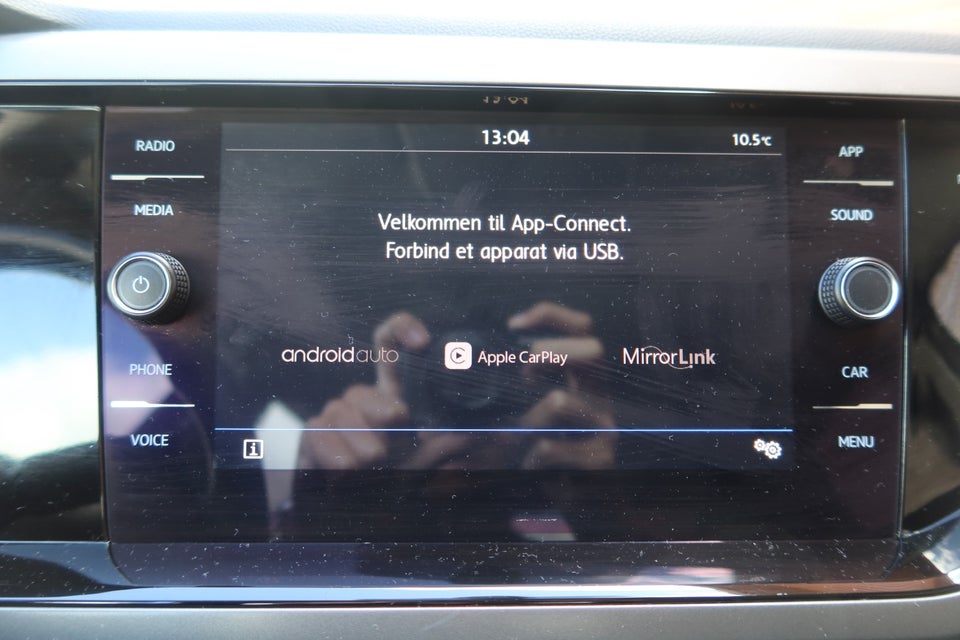 13:04
10.5°C
RADIO
MEDIA
PHONE
VOICE
Velkommen til App-Connect.
Forbind et apparat via USB.
androidauto
Apple CarPlay
MirrorLink
i
APP
SOUND
CAR
MENU